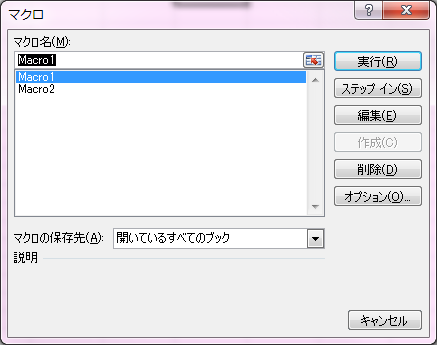 マクロ
マクロ名(M):
Macro1
実行(R)
Macro1
Macro2
ステップ イン(S)
編集(E)
作成(C)
削除(D)
オプション(O)...
マクロの保存先(A): 開いているすべてのブック
説明
キャンセル